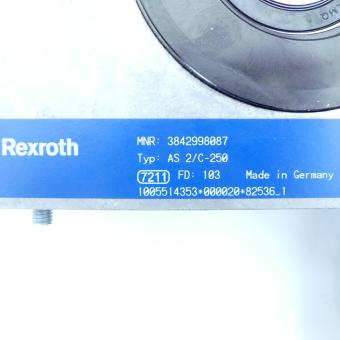 Rexroth
MNR: 3842998087
Typ: AS 2/C-250
7211 FD: 103 Made in Germany
1005514353*000020*82536_1